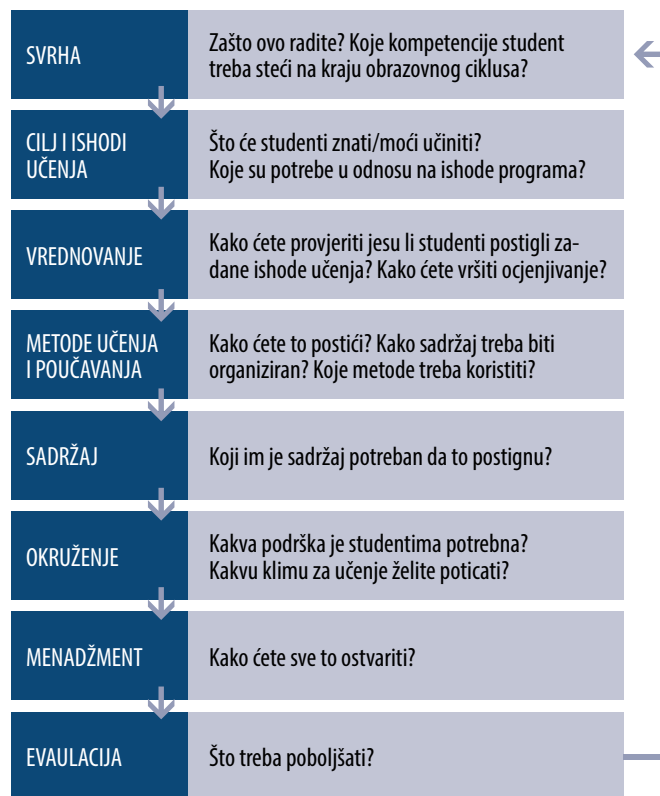 SVRHA
Zašto ovo radite? Koje kompetencije student
treba steći na kraju obrazovnog ciklusa?
CILJ I ISHODI
UČENJA
Što će studenti znati/moći učiniti?
Koje su potrebe u odnosu na ishode programa?
VREDNOVANJE
Kako ćete provjeriti jesu li studenti postigli za-
dane ishode učenja? Kako ćete vršiti ocjenjivanje?
METODE UČENJA
I POUČAVANJA
Kako ćete to postići? Kako sadržaj treba biti
organiziran? Koje metode treba koristiti?
SADRŽAJ
Koji im je sadržaj potreban da to postignu?
OKRUŽENJE
Kakva podrška je studentima potrebna?
Kakvu klimu za učenje želite poticati?
MENADŽMENT
Kako ćete sve to ostvariti?
EVAULACIJA
Što treba poboljšati?